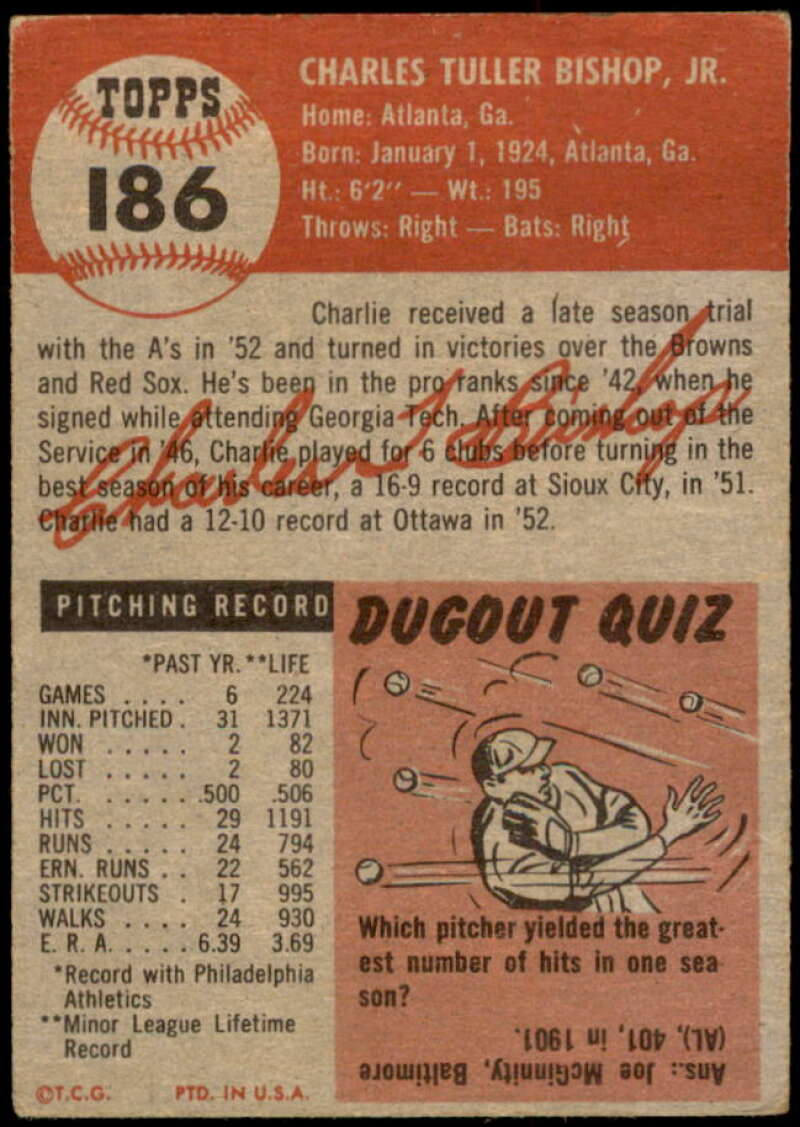 TOPPS
186
CHARLES TULLER BISHOP, JR.
Home: Atlanta, Ga.
Born: January 1, 1924, Atlanta, Ga.
Ht.: 6'2" — Wt.: 195
Throws: Right — Bats: Right
Charlie received a late season trial
with the A's in '52 and turned in victories over the Browns
and Red Sox. He's been in the pro ranks since '42, when he
signed while attending Georgia Tech. After coming out of the
Service in '46, Charlie played for 6 clubs before turning in the
best season of his career, a 16-9 record at Sioux City, in '51.
Charlie had a 12-10 record at Ottawa in '52.
Charles T Bishop
PITCHING RECORD
*PAST YR. **LIFE
GAMES . . . . 6 224
INN. PITCHED . 31 1371
WON . . . . . 2 82
LOST . . . . . 2 80
PCT. . . . . . .500 .506
HITS . . . . . 29 1191
RUNS . . . . . 24 794
ERN. RUNS . . 22 562
STRIKEOUTS . 17 995
WALKS . . . . 24 930
E. R. A. . . . . 6.39 3.69
*Record with Philadelphia
Athletics
**Minor League Lifetime
Record
©T.C.G. PTD. IN U.S.A.
DUGOUT QUIZ
Which pitcher yielded the great-
est number of hits in one sea
son?
Ans.: Joe McGinnity, Baltimore
(AL), 401, in 1901.